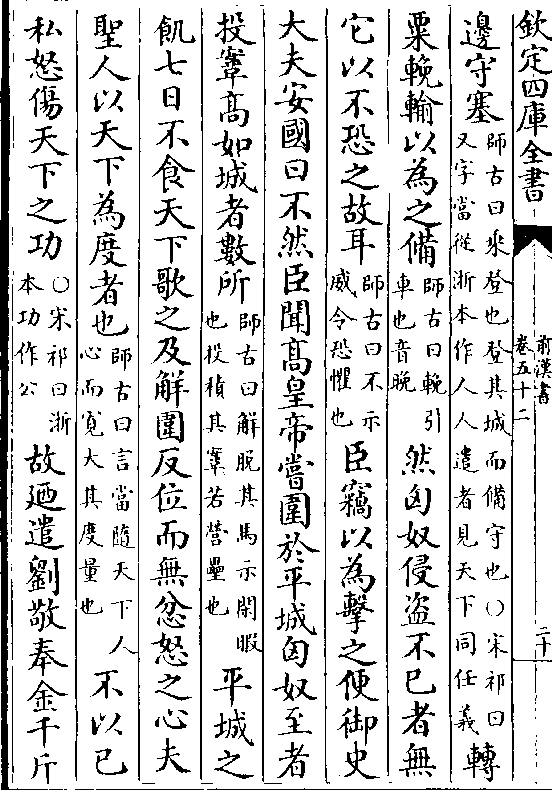 欽定四庫全書
前漢書
卷五十二
二十
邊守塞
師古曰乘登也登其城而備守也○宋祁曰
又字當從浙本作人人遣者見天下同任義
轉
粟輓輸以為之備
師古曰輓引
車也音晚
然匈奴侵盗不已者無
它以不恐之故耳
師古曰不示
威令恐懼也
臣竊以為擊之便御史
大夫安國曰不然臣聞髙皇帝嘗圍於平城匈奴至者
投鞌髙如城者數所
師古曰解脫其馬示閑暇
也投積其鞌若營壘也
平城之
飢七日不食天下歌之及解圍反位而無忿怒之心夫
聖人以天下為度者也
師古曰言當隨天下人
心而寛大其度量也
不以已
私怒傷天下之功
○宋祁曰浙
本功作公
故廼遣劉敬奉金千斤